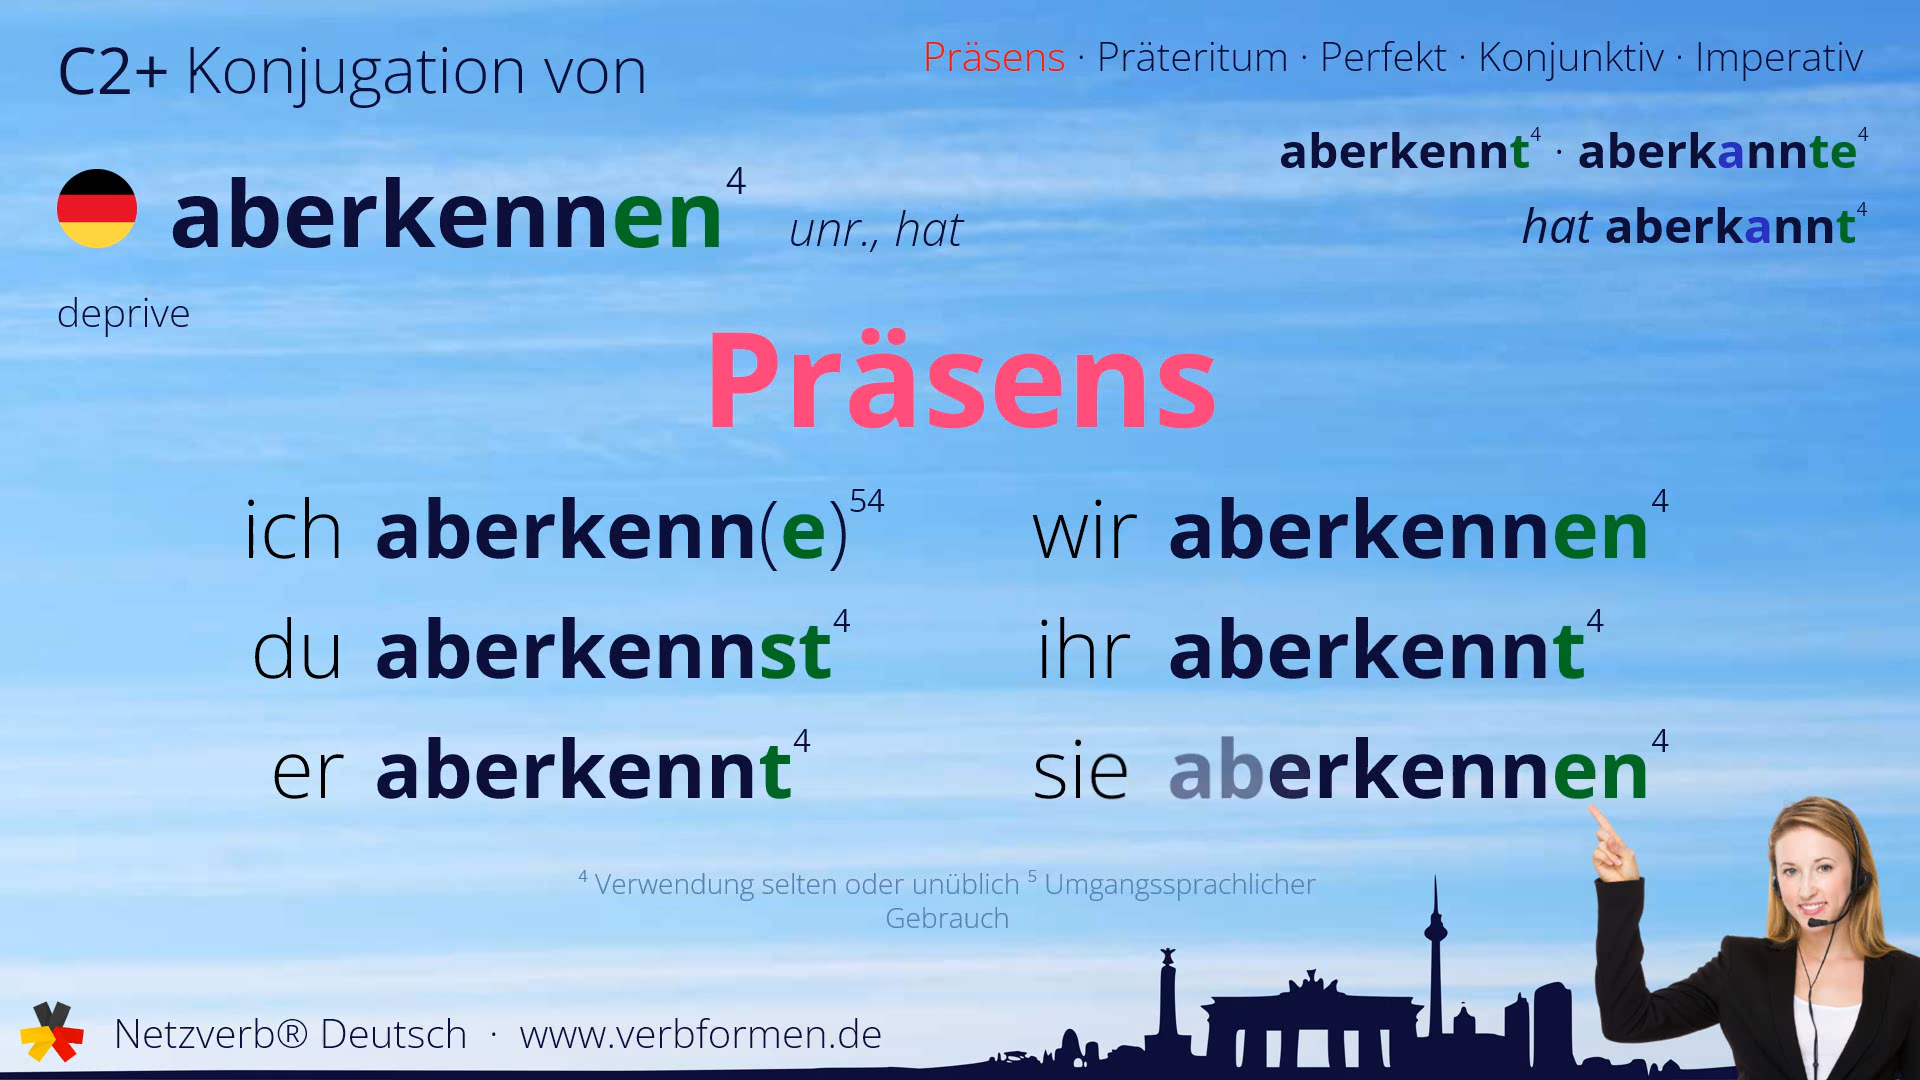 C2+ Konjugation von
Präsens · Präteritum · Perfekt · Konjunktiv · Imperativ
aberkennen⁴ unr., hat
aberkennt⁴ · aberkannte⁴
hat aberkannt⁴
deprive
Präsens
ich aberkenn(e)⁵⁴
du aberkennst⁴
er aberkennt⁴
wir aberkennen⁴
ihr aberkennt⁴
sie aberkennen⁴
⁴ Verwendung selten oder unüblich ⁵ Umgangssprachlicher
Gebrauch
Netzverb® Deutsch · www.verbformen.de